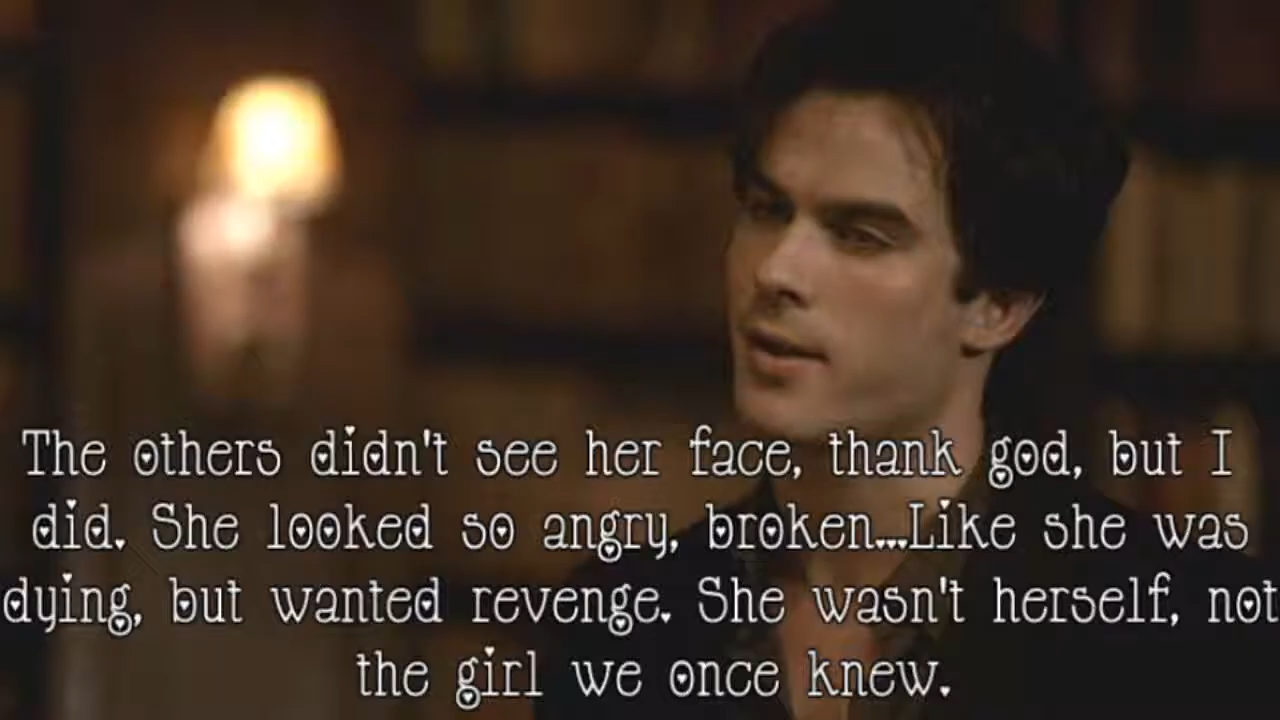 The others didn't see her face, thank god, but I
did. She looked so angry, broken...Like she was
dying, but wanted revenge. She wasn't herself, not
the girl we once knew.